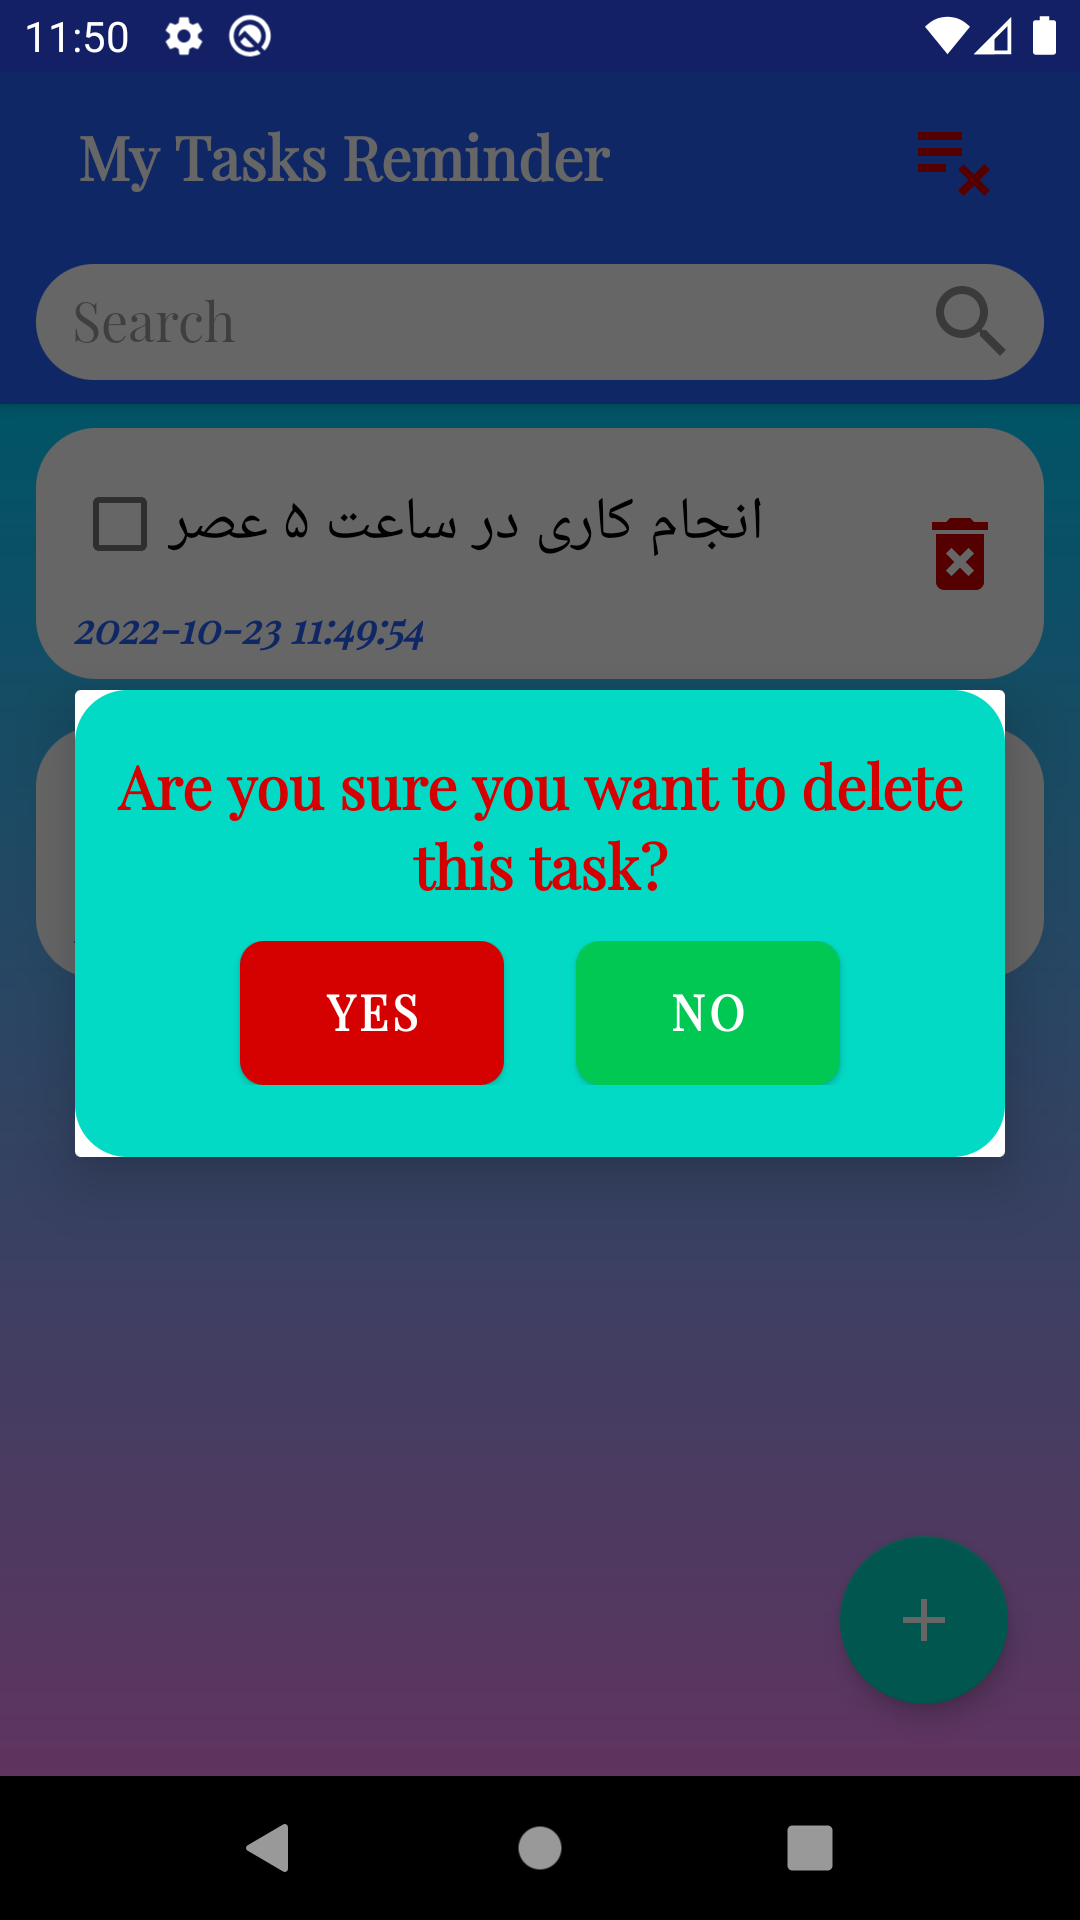 11:50
My Tasks Reminder
Search
انجام کاری در ساعت ۵ عصر
2022-10-23 11:49:54
Are you sure you want to delete
this task?
YES
NO